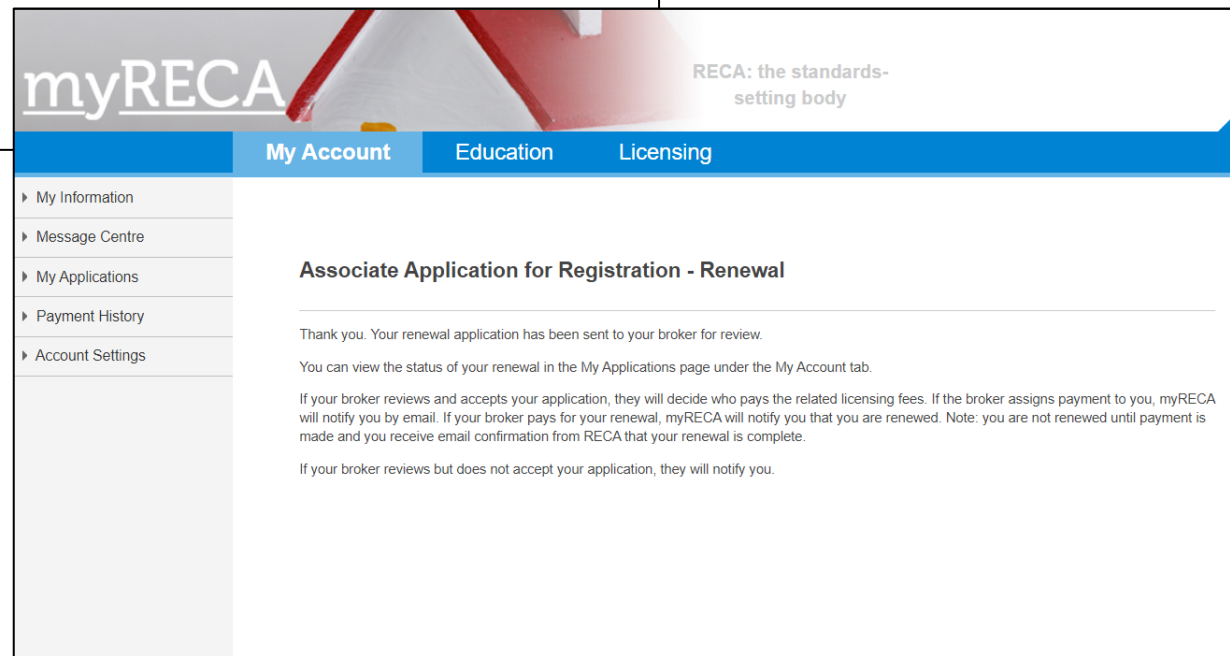 myRECA
RECA: the standards-
setting body
My Account Education Licensing
My Information
Message Centre
My Applications
Payment History
Account Settings
Associate Application for Registration - Renewal
Thank you. Your renewal application has been sent to your broker for review.
You can view the status of your renewal in the My Applications page under the My Account tab.
If your broker reviews and accepts your application, they will decide who pays the related licensing fees. If the broker assigns payment to you, myRECA
will notify you by email. If your broker pays for your renewal, myRECA will notify you that you are renewed. Note: you are not renewed until payment is
made and you receive email confirmation from RECA that your renewal is complete.
If your broker reviews but does not accept your application, they will notify you.